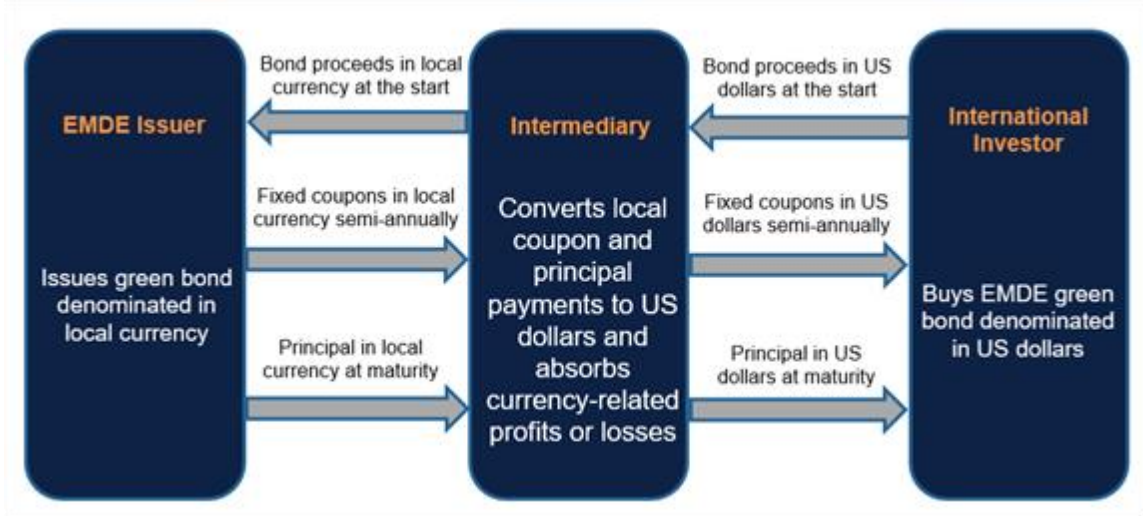 EMDE Issuer
Issues green bond
denominated in
local currency
Bond proceeds in local
currency at the start
Fixed coupons in local
currency semi-annually
Principal in local
currency at maturity
Intermediary
Converts local
coupon and
principal
payments to US
dollars and
absorbs
currency-related
profits or losses
Bond proceeds in US
dollars at the start
Fixed coupons in US
dollars semi-annually
Principal in US
dollars at maturity
International
Investor
Buys EMDE green
bond denominated
in US dollars